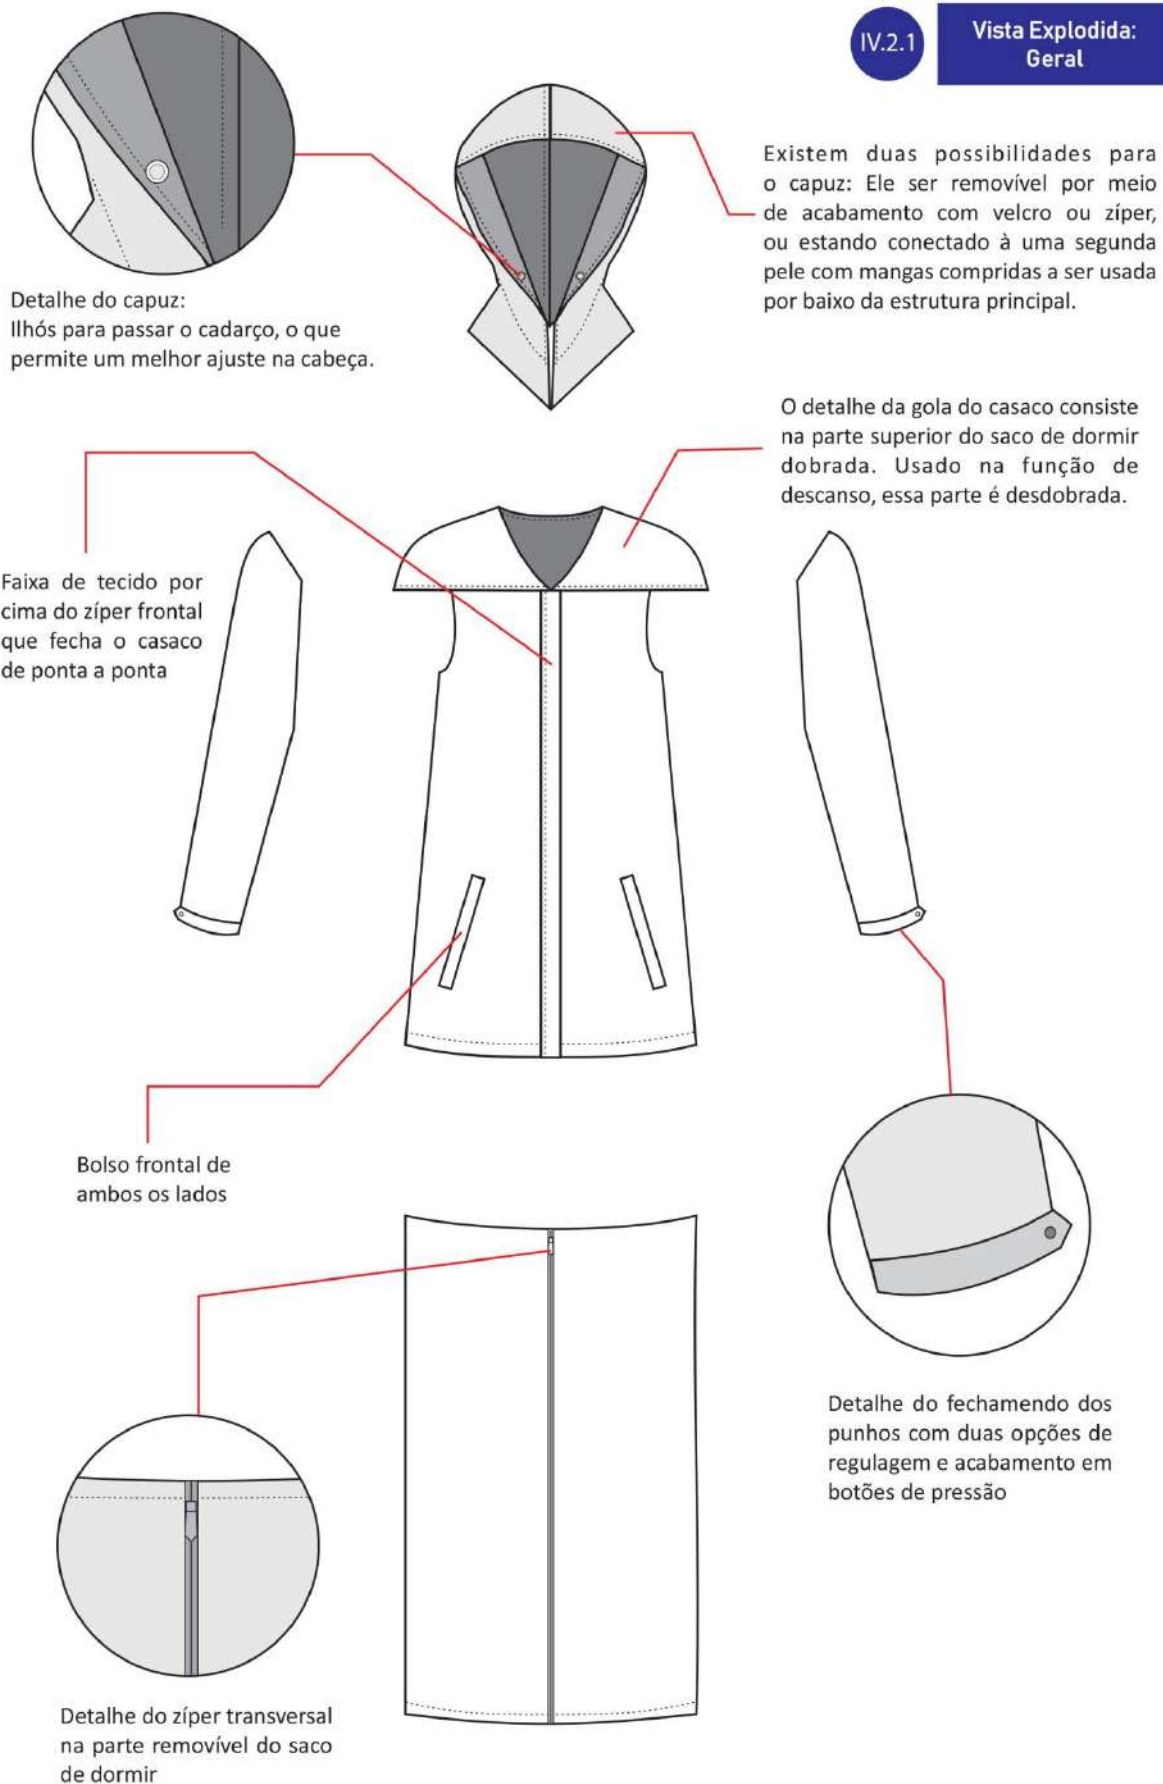 IV.2.1
Vista Explodida:
Geral
Existem duas possibilidades para
o capuz: Ele ser removível por meio
de acabamento com velcro ou zíper,
ou estando conectado à uma segunda
pele com mangas compridas a ser usada
por baixo da estrutura principal.
Detalhe do capuz:
Ilhós para passar o cadarço, o que
permite um melhor ajuste na cabeça.
O detalhe da gola do casaco consiste
na parte superior do saco de dormir
dobrada. Usado na função de
descanso, essa parte é desdobrada.
Faixa de tecido por
cima do zíper frontal
que fecha o casaco
de ponta a ponta
Bolso frontal de
ambos os lados
Detalhe do fechamendo dos
punhos com duas opções de
regulagem e acabamento em
botões de pressão
Detalhe do zíper transversal
na parte removível do saco
de dormir